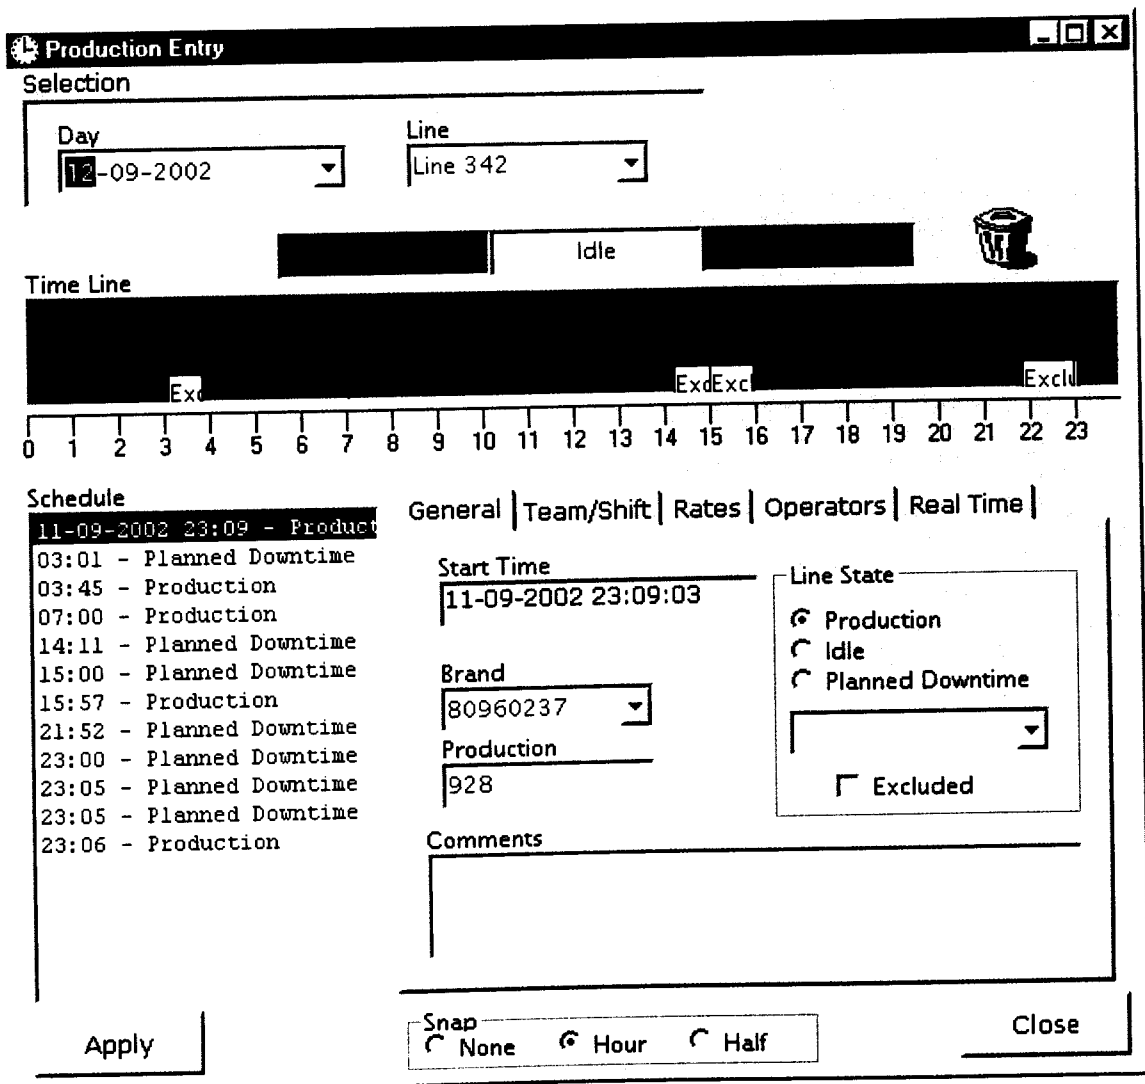 Production Entry
Selection
Day
Line
12-09-2002
Line 342
Idle
Time Line
Exc
Exc
Excl
Exclu
0 1 2 3 4 5 6 7 8 9 10 11 12 13 14 15 16 17 18 19 20 21 22 23
Schedule
11-09-2002 23:09 - Product
03:01 - Planned Downtime
03:45 - Production
07:00 - Production
14:11 - Planned Downtime
15:00 - Planned Downtime
15:57 - Production
21:52 - Planned Downtime
23:00 - Planned Downtime
23:05 - Planned Downtime
23:05 - Planned Downtime
23:06 - Production
General
Team/Shift
Rates
Operators
Real Time
Start Time
11-09-2002 23:09:03
Line State
Production
Idle
Planned Downtime
Brand
80960237
Production
928
Excluded
Comments
Apply
Snap
None
Hour
Half
Close